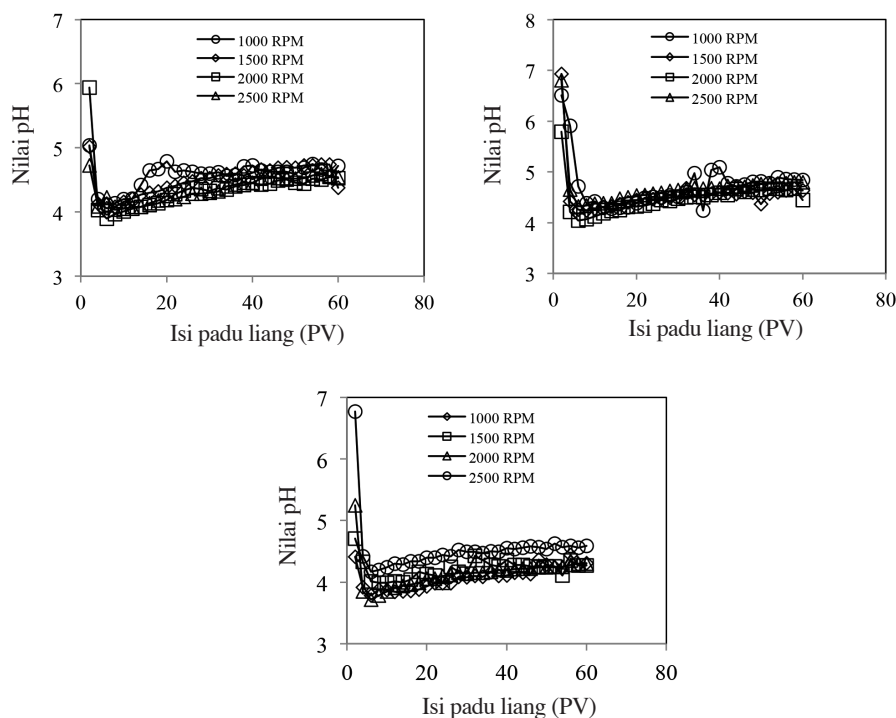 7
6
5
4
3
Nilai pH
1000 RPM
1500 RPM
2000 RPM
2500 RPM
0 20 40 60 80
Isi padu liang (PV)
8
7
6
5
4
3
Nilai pH
1000 RPM
1500 RPM
2000 RPM
2500 RPM
0 20 40 60 80
Isi padu liang (PV)
7
6
5
4
3
Nilai pH
1000 RPM
1500 RPM
2000 RPM
2500 RPM
0 20 40 60 80
Isi padu liang (PV)